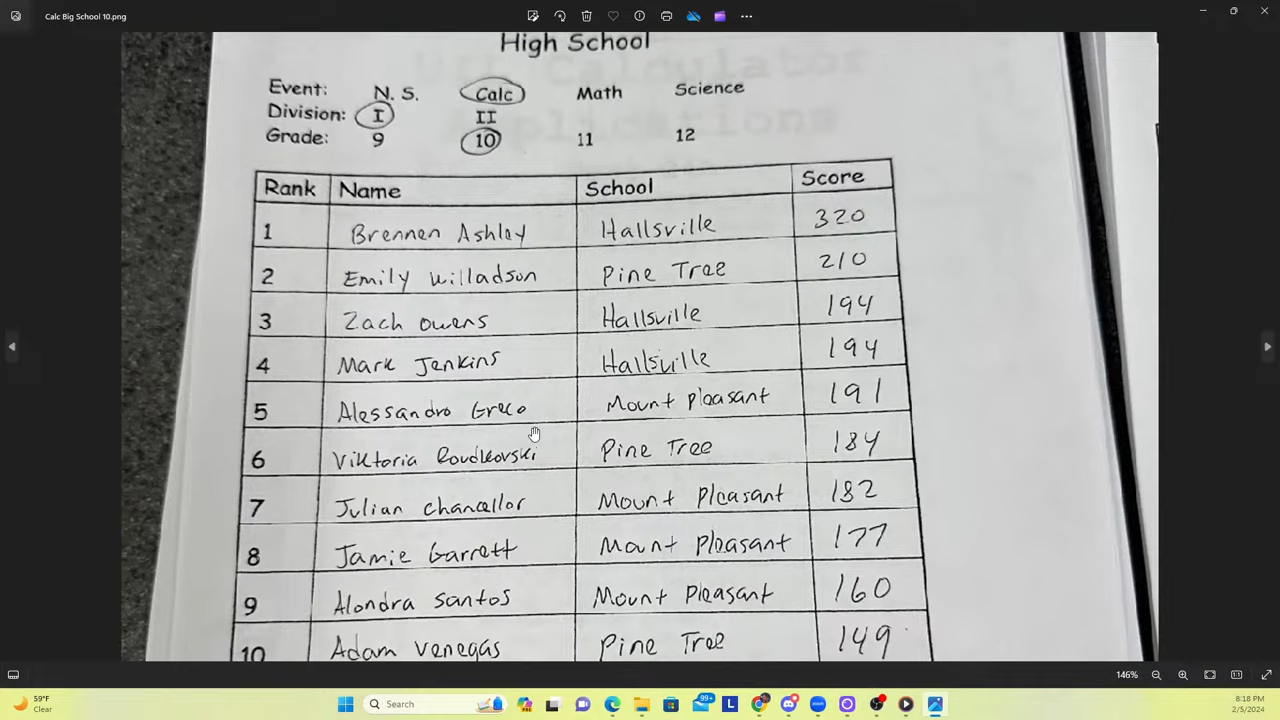 Calc Big School 10.png
High School
Event: N. S. Calc Math Science
Division: I II
Grade: 9 10 11 12
Rank Name School Score
1 Brennen Ashley Hallsville 320
2 Emily Willadson Pine Tree 210
3 Zach Owens Hallsville 194
4 Mark Jenkins Hallsville 194
5 Alessandro Greco Mount pleasant 191
6 Viktoria Roudkovski Pine Tree 184
7 Julian Chancellor Mount Pleasant 182
8 Jamie Garrett Mount Pleasant 177
9 Alondra Santos Mount Pleasant 160
10 Adam Venegas Pine Tree 149
146%
59°F
Clear
Search
99+
8:18 PM
2/5/2024